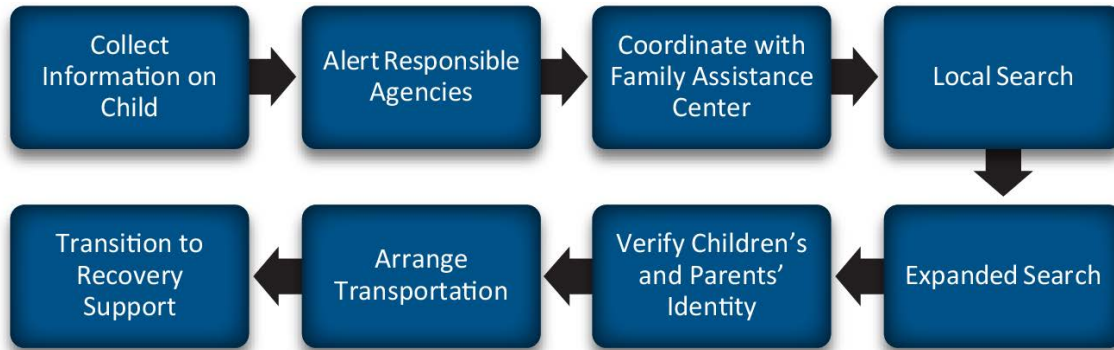 Collect
Information on
Child
Alert Responsible
Agencies
Coordinate with
Family Assistance
Center
Local Search
Expanded Search
Verify Children’s
and Parents’
Identity
Arrange
Transportation
Transition to
Recovery
Support